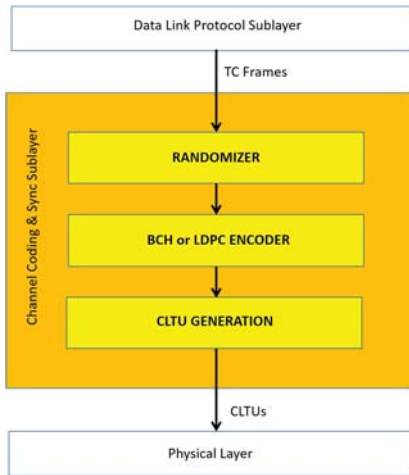 Data Link Protocol Sublayer
TC Frames
Channel Coding & Sync Sublayer
RANDOMIZER
BCH or LDPC ENCODER
CLTU GENERATION
CLTUs
Physical Layer